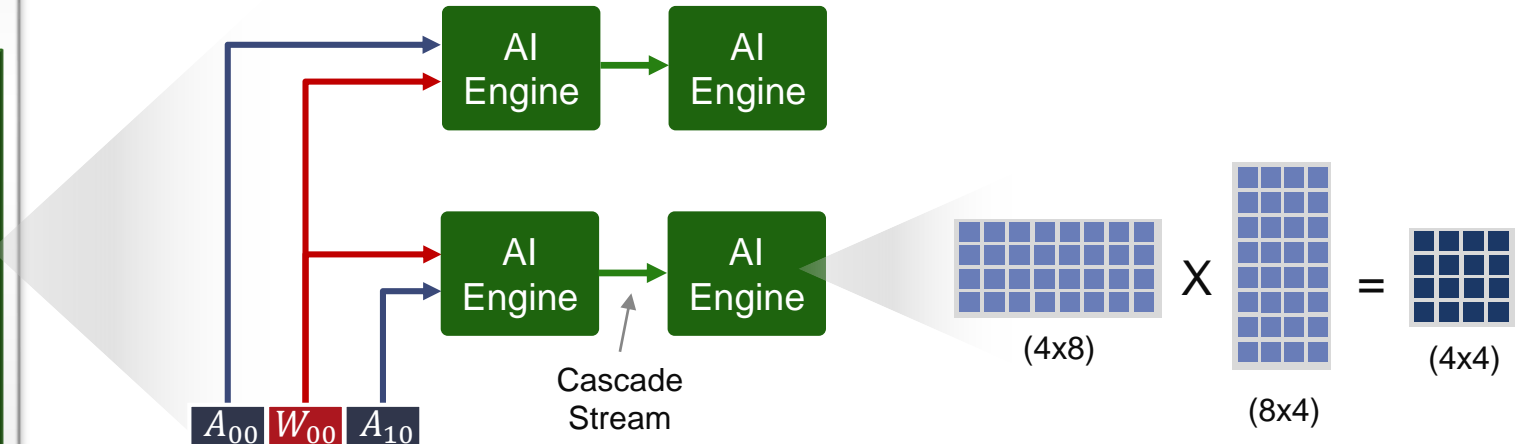 AI
Engine
AI
Engine
AI
Engine
AI
Engine
Cascade
Stream
A₀₀ W₀₀ A₁₀
(4x8)
X
(8x4)
=
(4x4)